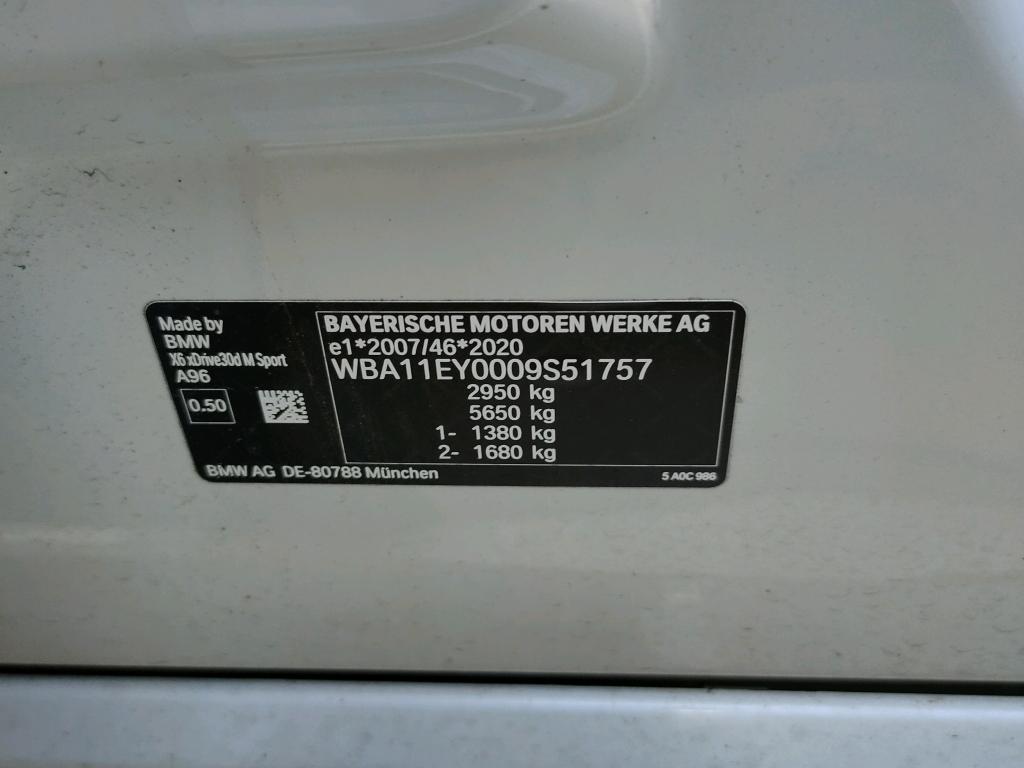 Made by
BMW
X6 xDrive30d M Sport
A96
0.50
BAYERISCHE MOTOREN WERKE AG
e1*2007/46*2020
WBA11EY0009S51757
2950 kg
5650 kg
1- 1380 kg
2- 1680 kg
BMW AG DE-80788 München
5 A0C 986